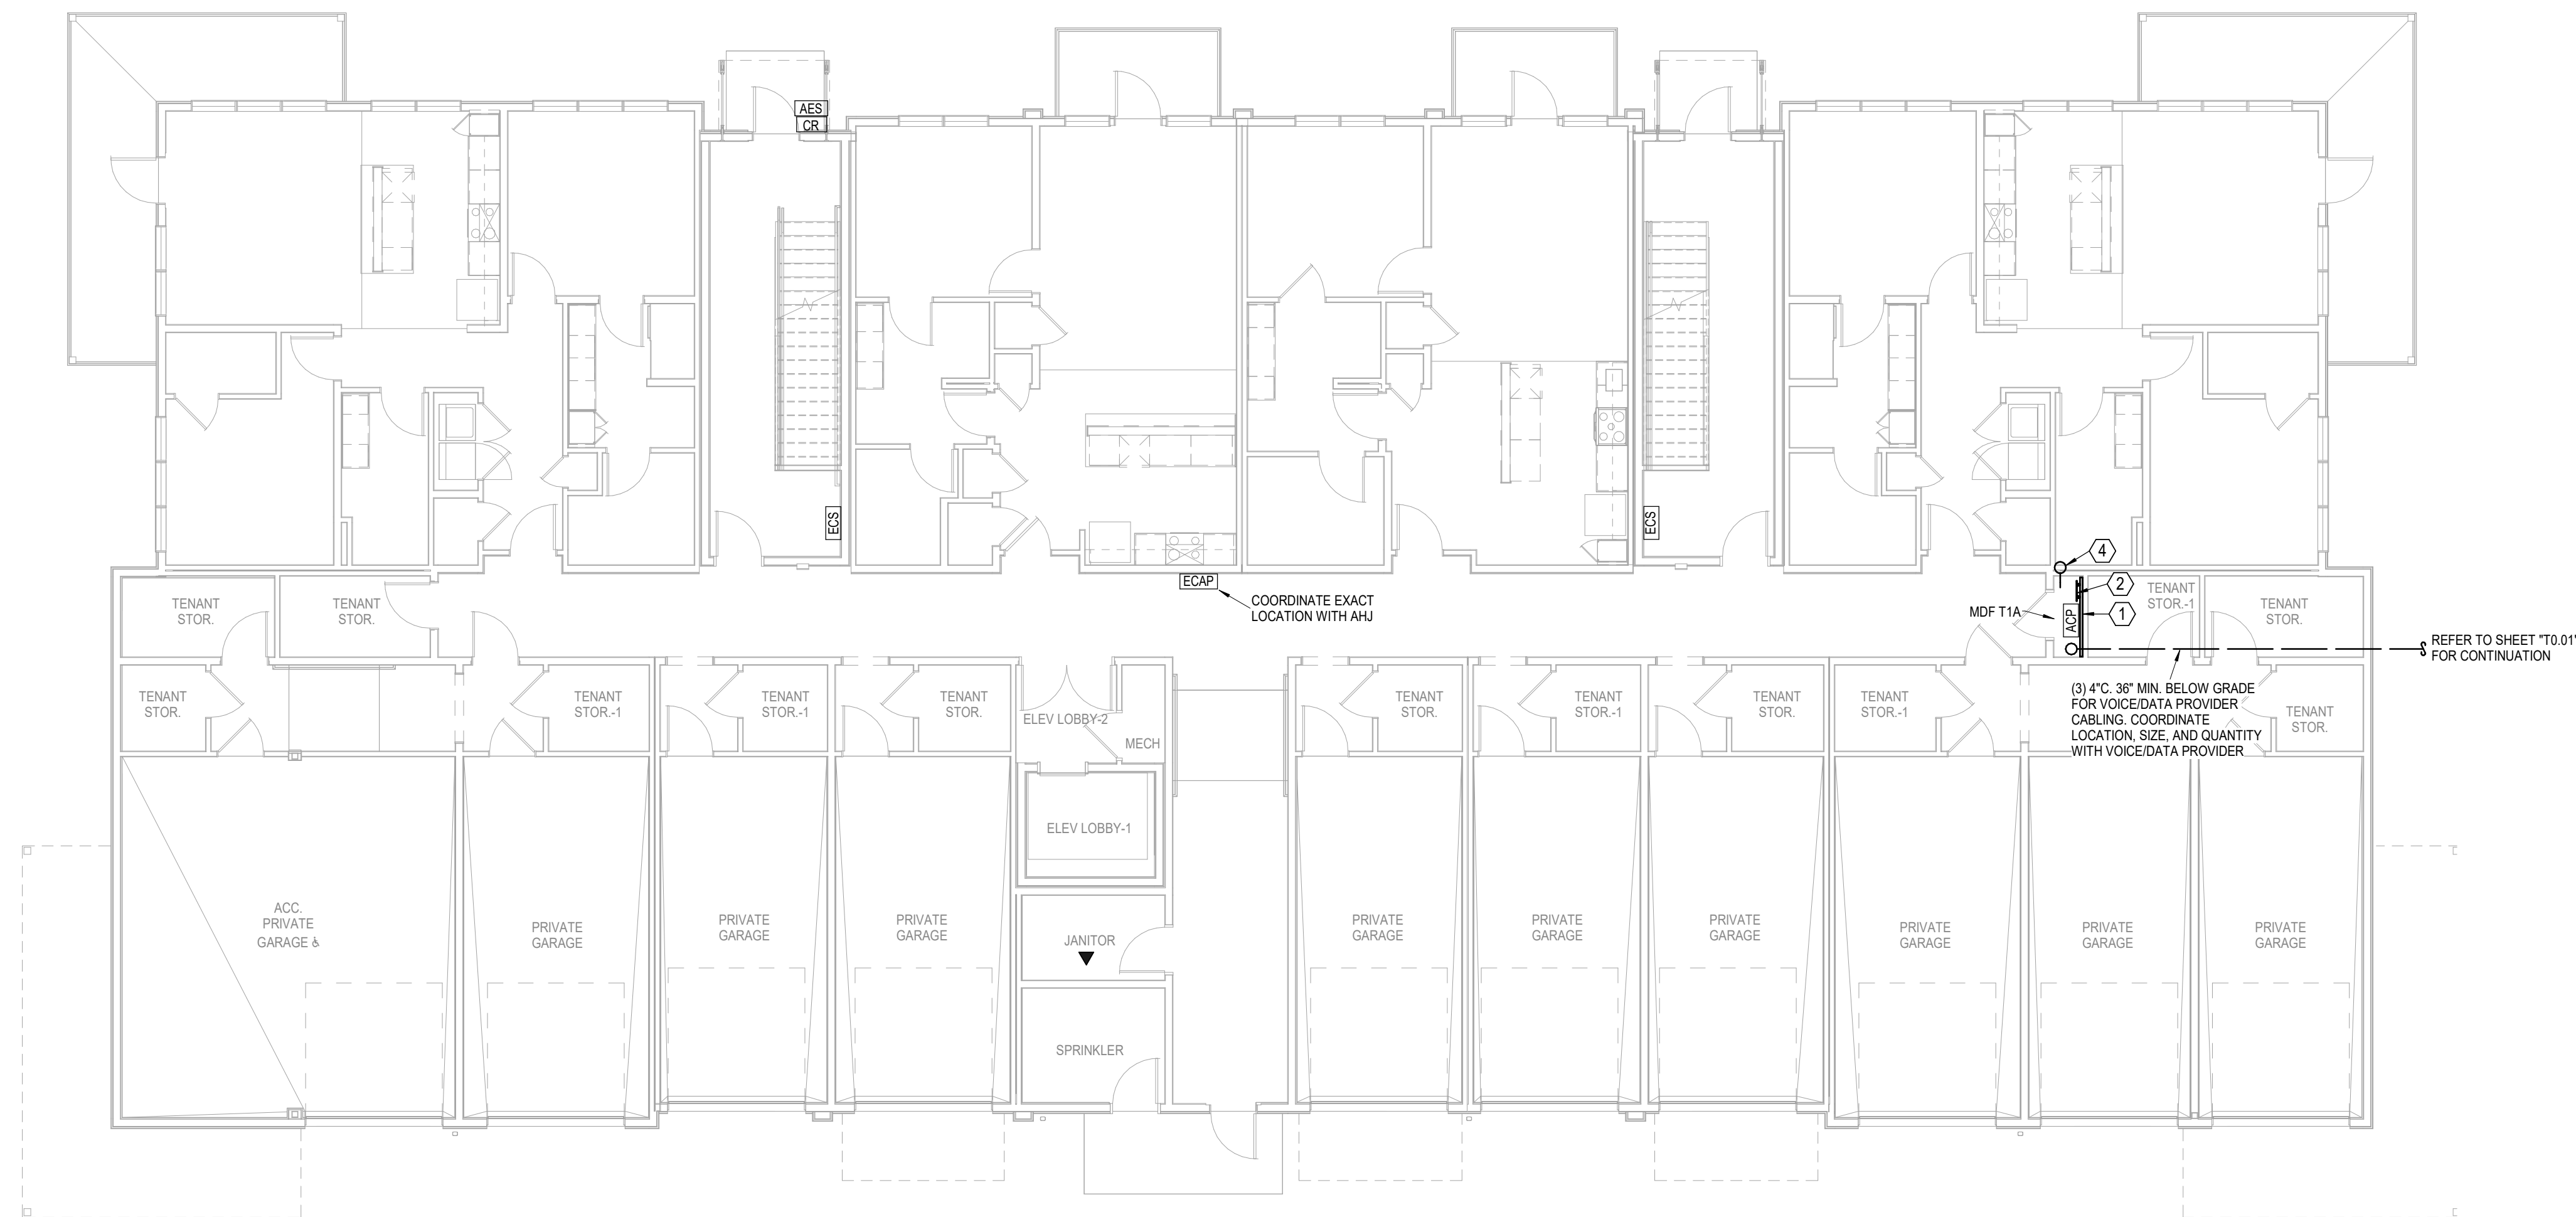 AES
CR
ECS
ECS
ECAP
COORDINATE EXACT
LOCATION WITH AHJ
4
2
1
MDF T1A
ACP
TENANT
STOR.
TENANT
STOR.
TENANT
STOR.-1
TENANT
STOR.
REFER TO SHEET "T0.01"
FOR CONTINUATION
(3) 4"C. 36" MIN. BELOW GRADE
FOR VOICE/DATA PROVIDER
CABLING. COORDINATE
LOCATION, SIZE, AND QUANTITY
WITH VOICE/DATA PROVIDER
TENANT
STOR.
TENANT
STOR.-1
TENANT
STOR.-1
TENANT
STOR.
ELEV LOBBY-2
MECH
TENANT
STOR.
TENANT
STOR.-1
TENANT
STOR.
TENANT
STOR.-1
TENANT
STOR.
ELEV LOBBY-1
ACC.
PRIVATE
GARAGE
PRIVATE
GARAGE
PRIVATE
GARAGE
PRIVATE
GARAGE
JANITOR
PRIVATE
GARAGE
PRIVATE
GARAGE
PRIVATE
GARAGE
PRIVATE
GARAGE
PRIVATE
GARAGE
PRIVATE
GARAGE
SPRINKLER